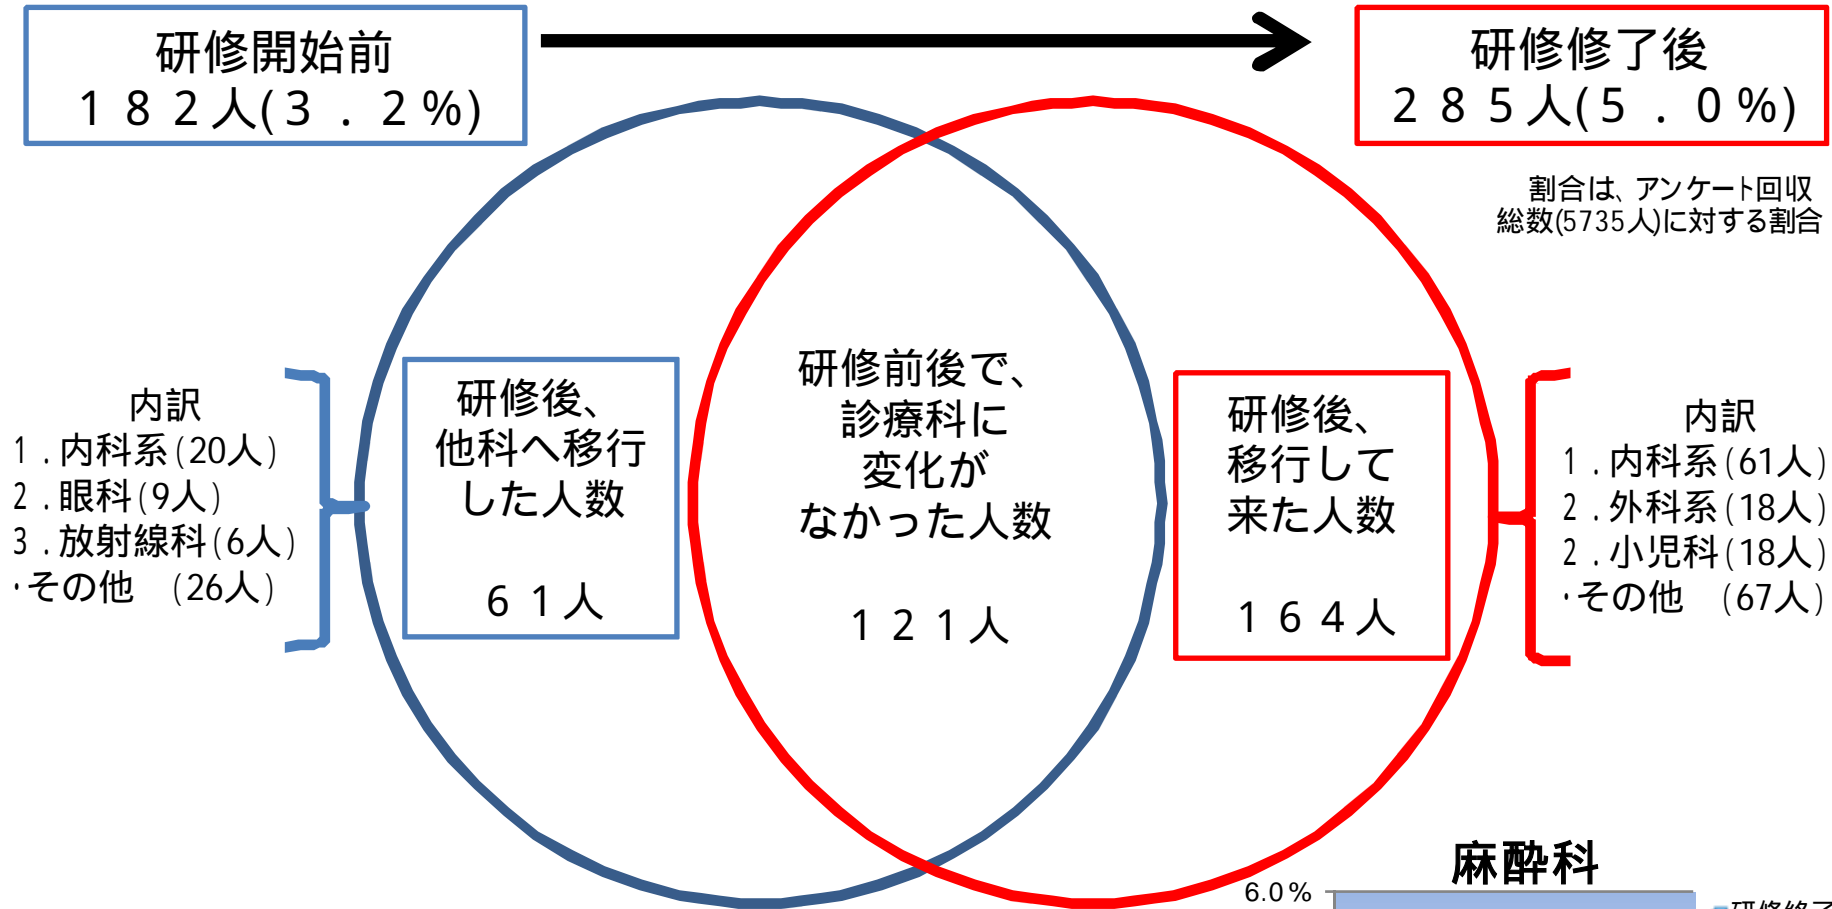 研修開始前
182人(3.2%)
研修修了後
285人(5.0%)
割合は、アンケート回収
総数(5735人)に対する割合
内訳
1.内科系(20人)
2.眼科(9人)
3.放射線科(6人)
・その他 (26人)
研修後、
他科へ移行
した人数
61人
研修前後で、
診療科に
変化が
なかった人数
121人
研修後、
移行して
来た人数
164人
内訳
1.内科系(61人)
2.外科系(18人)
2.小児科(18人)
・その他 (67人)
麻酔科
6.0%